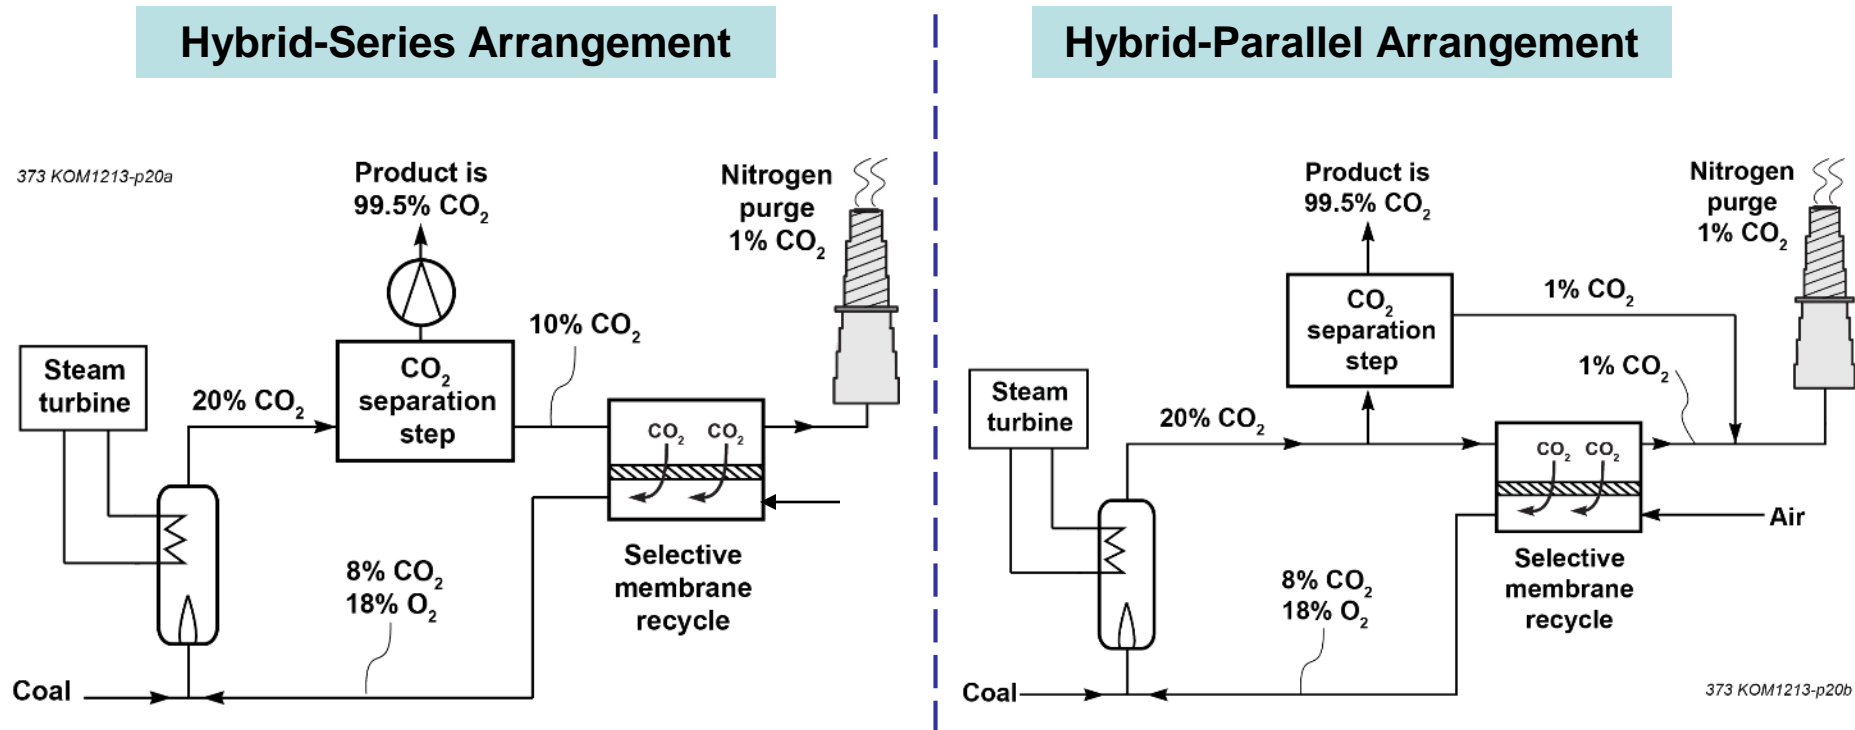 Hybrid-Series Arrangement
373 KOM1213-p20a
Product is
99.5% CO₂
Nitrogen
purge
1% CO₂
10% CO₂
Steam
turbine
20% CO₂
CO₂
separation
step
CO₂ CO₂
Selective
membrane
recycle
8% CO₂
18% O₂
Coal
Hybrid-Parallel Arrangement
Product is
99.5% CO₂
Nitrogen
purge
1% CO₂
CO₂
separation
step
1% CO₂
1% CO₂
Steam
turbine
20% CO₂
CO₂ CO₂
Air
Selective
membrane
recycle
8% CO₂
18% O₂
Coal
373 KOM1213-p20b